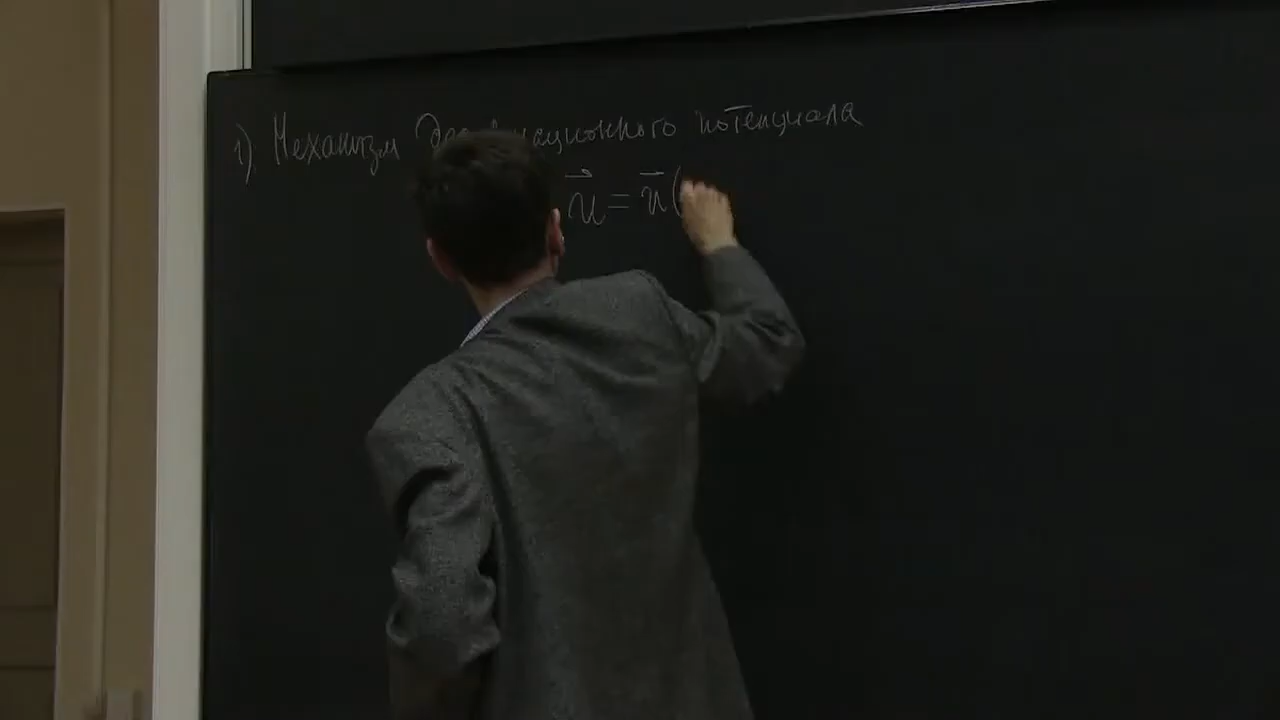 1) Механизм потенциала
u⃗ = u⃗(